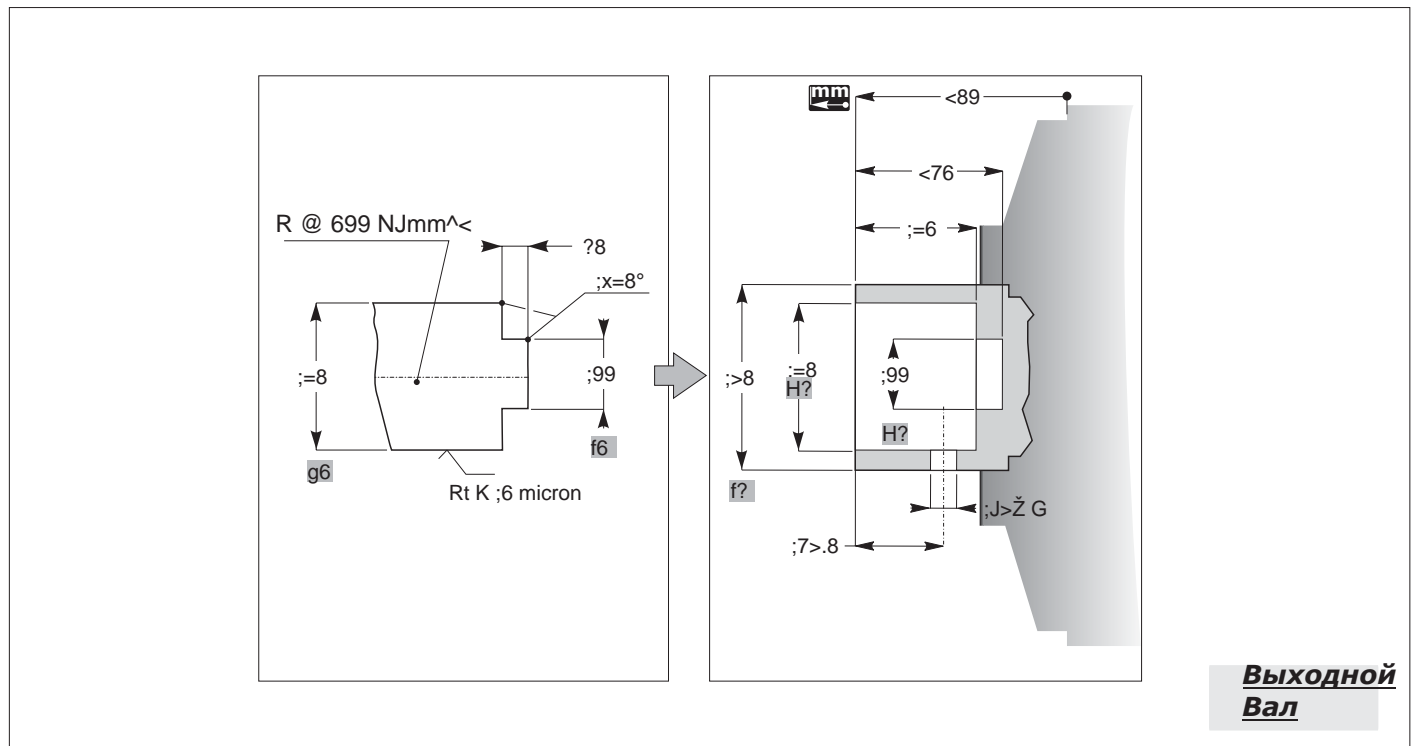 R @ 699 NJmm^<
?8
;x=8°
;=8
g6
;99
f6
Rt K ;6 micron
mm
<89
<76
;=6
;>8
f?
;=8
H?
;99
H?
;J>Ž G
;7>.8
Выходной
Вал